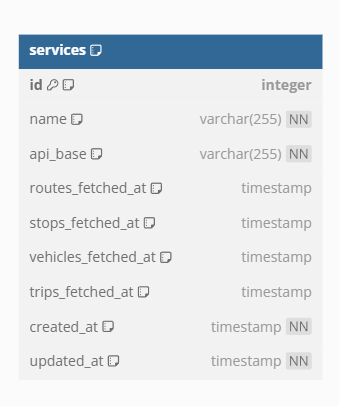 services
id integer
name varchar(255) NN
api_base varchar(255) NN
routes_fetched_at timestamp
stops_fetched_at timestamp
vehicles_fetched_at timestamp
trips_fetched_at timestamp
created_at timestamp NN
updated_at timestamp NN